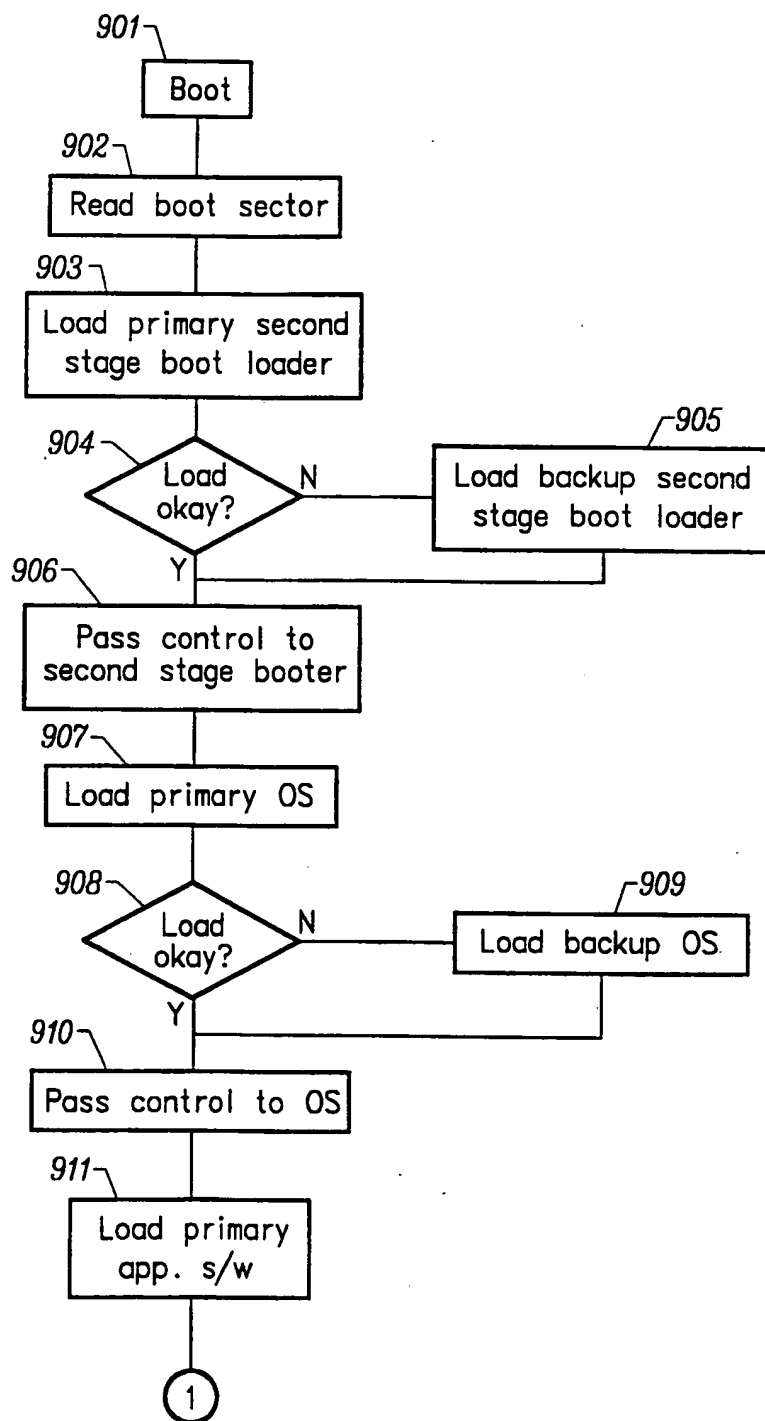 901
Boot
902
Read boot sector
903
Load primary second
stage boot loader
904
Load
okay?
N
Y
905
Load backup second
stage boot loader
906
Pass control to
second stage booter
907
Load primary OS
908
Load
okay?
N
Y
909
Load backup OS
910
Pass control to OS
911
Load primary
app. s/w
1